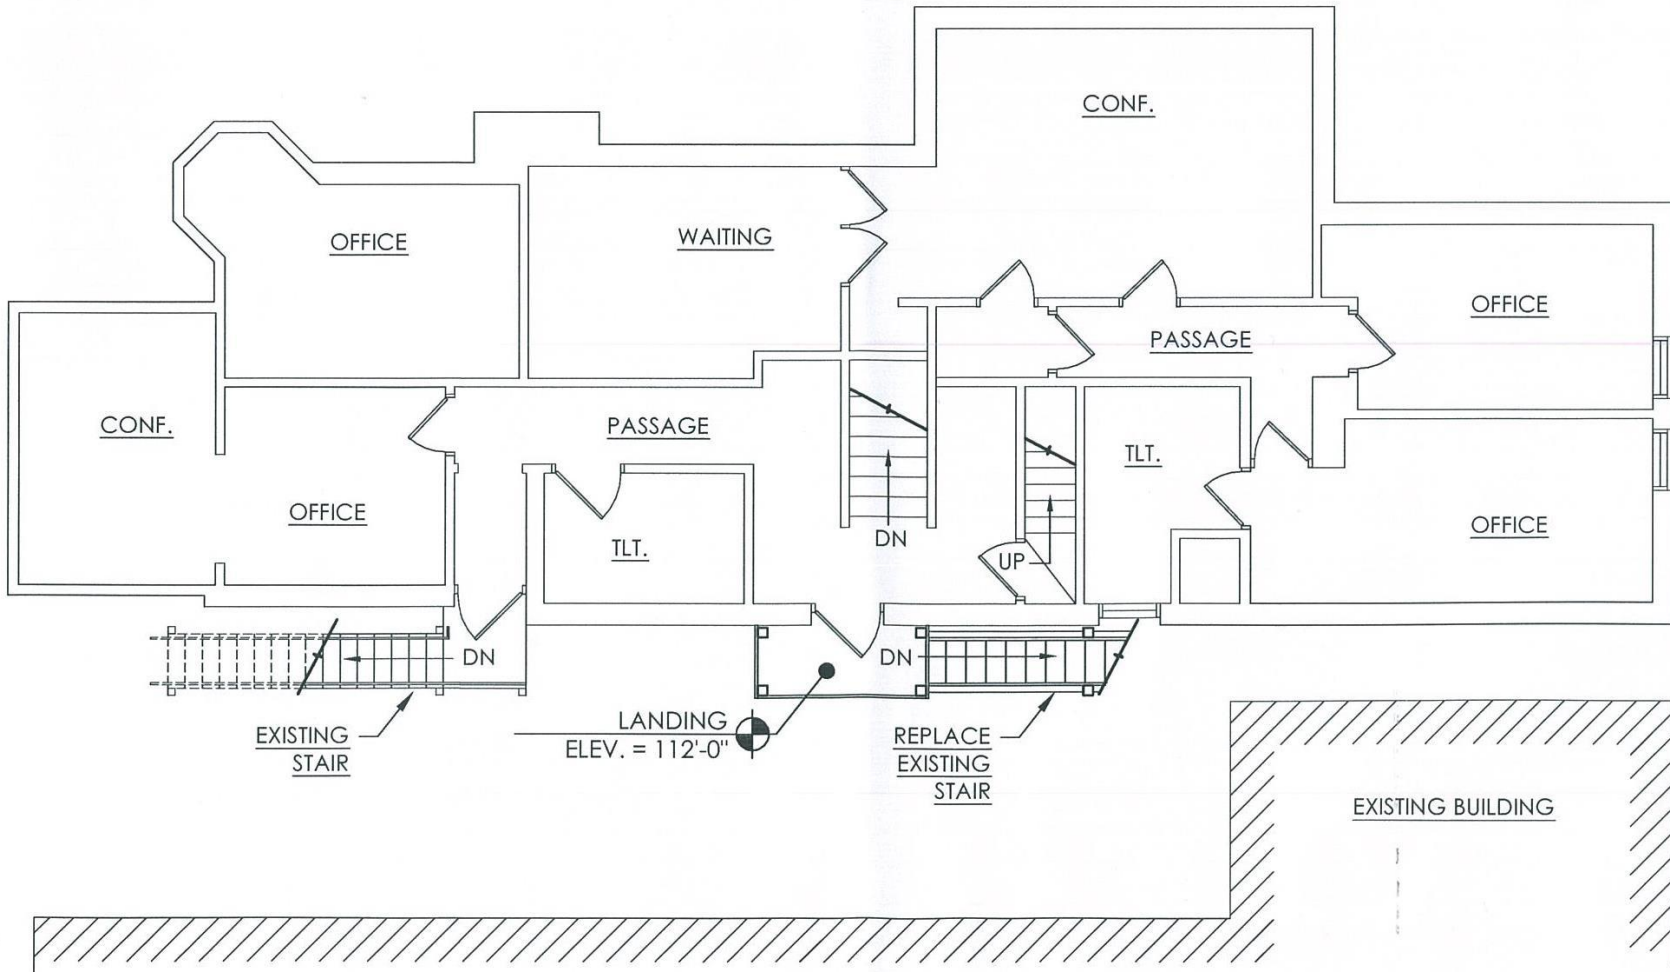 CONF.
OFFICE
WAITING
OFFICE
PASSAGE
CONF.
PASSAGE
TLT.
OFFICE
OFFICE
TLT.
DN
UP
DN
DN
LANDING
ELEV. = 112'-0"
EXISTING
STAIR
REPLACE
EXISTING
STAIR
EXISTING BUILDING
OFFICE